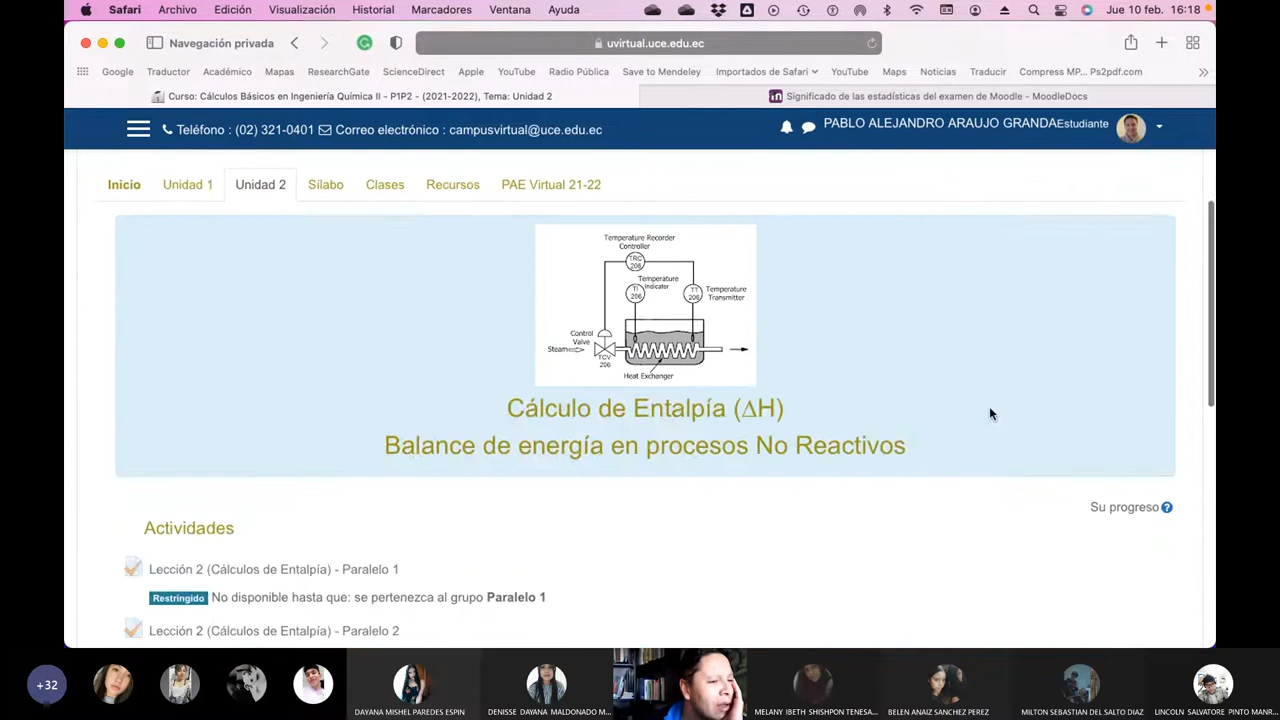 Safari Archivo Edición Visualización Historial Marcadores Ventana Ayuda Jue 10 feb. 16:18
Navegación privada uvirtual.uce.edu.ec
Google Traductor Académico Mapas ResearchGate ScienceDirect Apple YouTube Radio Pública Save to Mendeley Importados de Safari YouTube Maps Noticias Traducir Compress MP... Ps2pdf.com
Curso: Cálculos Básicos en Ingeniería Química II - P1P2 - (2021-2022), Tema: Unidad 2 Significado de las estadísticas del examen de Moodle - MoodleDocs
Teléfono : (02) 321-0401 Correo electrónico : campusvirtual@uce.edu.ec PABLO ALEJANDRO ARAUJO GRANDAEstudiante
Inicio Unidad 1 Unidad 2 Sílabo Clases Recursos PAE Virtual 21-22
Temperature Recorder
Controller
TRC
206
Temperature
Indicator
TI
206
TT
206
Temperature
Transmitter
Control
Valve
Steam
TCV
206
Heat Exchanger
Cálculo de Entalpía (∆H)
Balance de energía en procesos No Reactivos
Su progreso
Actividades
Lección 2 (Cálculos de Entalpía) - Paralelo 1
Restringido No disponible hasta que: se pertenezca al grupo Paralelo 1
Lección 2 (Cálculos de Entalpía) - Paralelo 2
+32 DAYANA MISHEL PAREDES ESPIN DENISSE DAYANA MALDONADO M... MELANY IBETH SHISHPON TENESA... BELEN ANAIZ SANCHEZ PEREZ MILTON SEBASTIAN DEL SALTO DIAZ LINCOLN SALVATORE PINTO MANR...